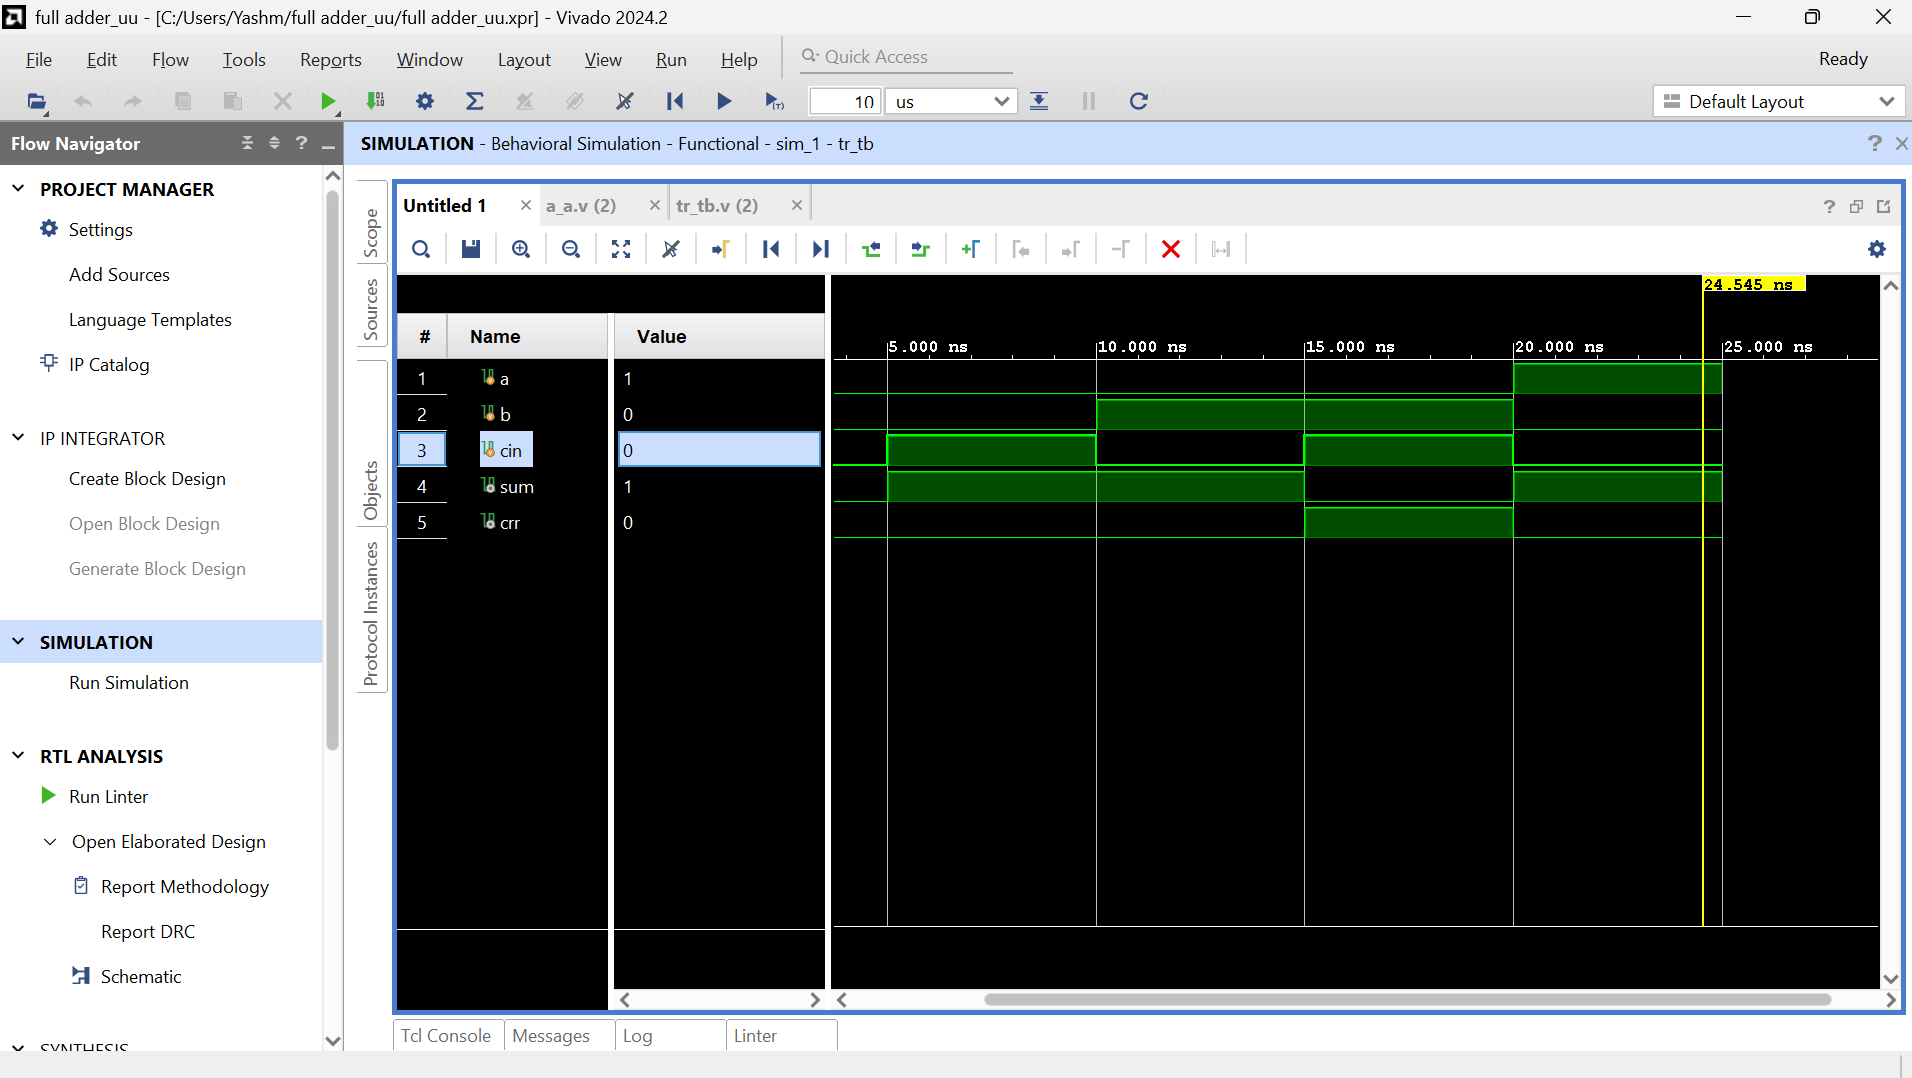 full adder_uu - [C:/Users/Yashm/full adder_uu/full adder_uu.xpr] - Vivado 2024.2
File Edit Flow Tools Reports Window Layout View Run Help Quick Access Ready
10 us Default Layout
Flow Navigator ?
SIMULATION - Behavioral Simulation - Functional - sim_1 - tr_tb ?
PROJECT MANAGER
Settings
Add Sources
Language Templates
IP Catalog
IP INTEGRATOR
Create Block Design
Open Block Design
Generate Block Design
SIMULATION
Run Simulation
RTL ANALYSIS
Run Linter
Open Elaborated Design
Report Methodology
Report DRC
Schematic
SYNTHESIS
Scope
Sources
Objects
Protocol Instances
Untitled 1 a_a.v (2) tr_tb.v (2) ?
24.545 ns
# Name Value
5.000 ns 10.000 ns 15.000 ns 20.000 ns 25.000 ns
1 a 1
2 b 0
3 cin 0
4 sum 1
5 crr 0
Tcl Console Messages Log Linter